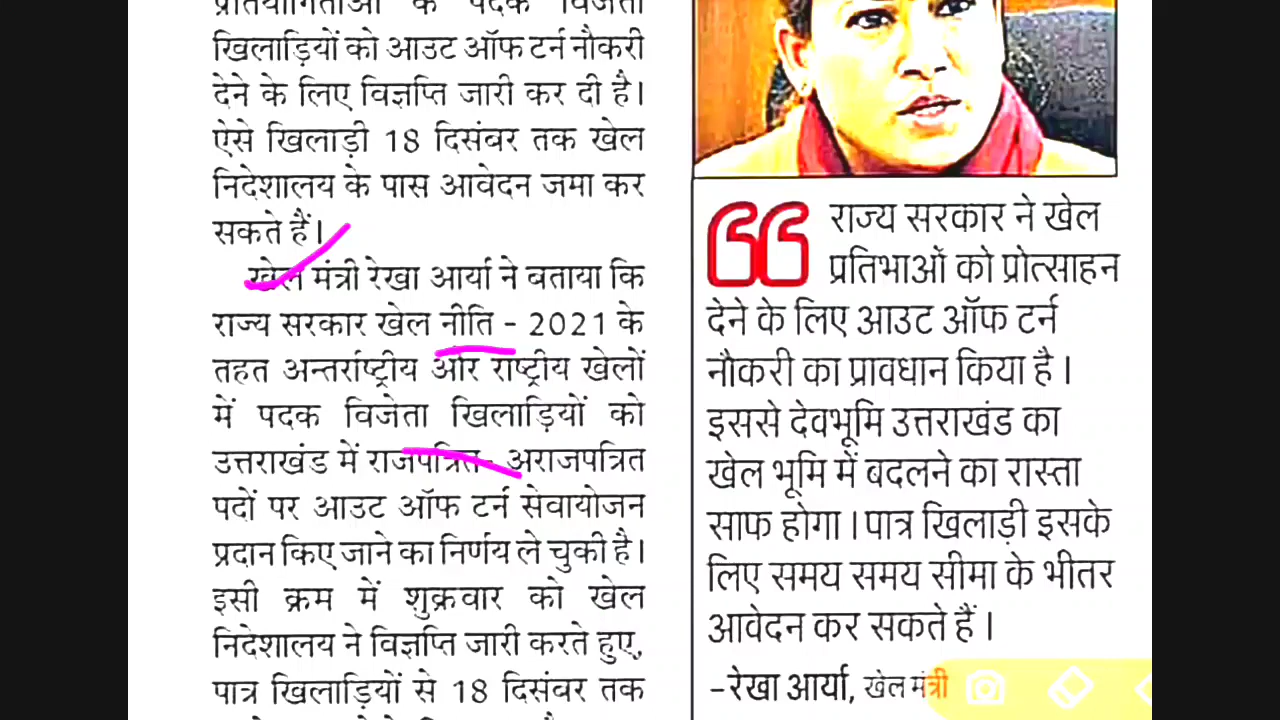 प्रतियोगिताओं के पदक विजेता
खिलाड़ियों को आउट ऑफ टर्न नौकरी
देने के लिए विज्ञप्ति जारी कर दी है।
ऐसे खिलाड़ी 18 दिसंबर तक खेल
निदेशालय के पास आवेदन जमा कर
सकते हैं।
खेल मंत्री रेखा आर्या ने बताया कि
राज्य सरकार खेल नीति - 2021 के
तहत अन्तर्राष्ट्रीय और राष्ट्रीय खेलों
में पदक विजेता खिलाड़ियों को
उत्तराखंड में राजपत्रित- अराजपत्रित
पदों पर आउट ऑफ टर्न सेवायोजन
प्रदान किए जाने का निर्णय ले चुकी है।
इसी क्रम में शुक्रवार को खेल
निदेशालय ने विज्ञप्ति जारी करते हुए,
पात्र खिलाड़ियों से 18 दिसंबर तक
राज्य सरकार ने खेल
प्रतिभाओं को प्रोत्साहन
देने के लिए आउट ऑफ टर्न
नौकरी का प्रावधान किया है।
इससे देवभूमि उत्तराखंड का
खेल भूमि में बदलने का रास्ता
साफ होगा। पात्र खिलाड़ी इसके
लिए समय समय सीमा के भीतर
आवेदन कर सकते हैं।
-रेखा आर्या, खेल मंत्री